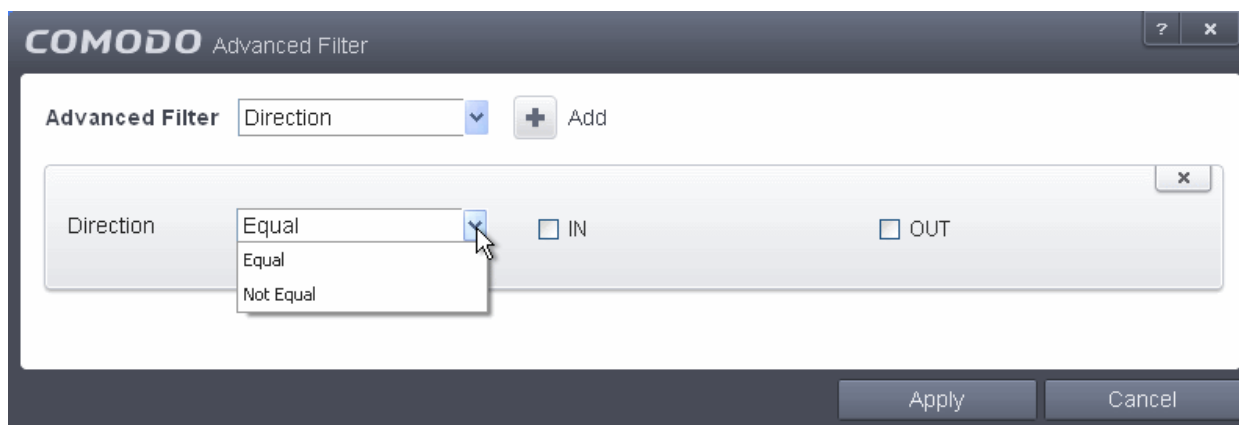 COMODO Advanced Filter ? x
Advanced Filter Direction + Add
x
Direction Equal IN OUT
Equal
Not Equal
Apply Cancel